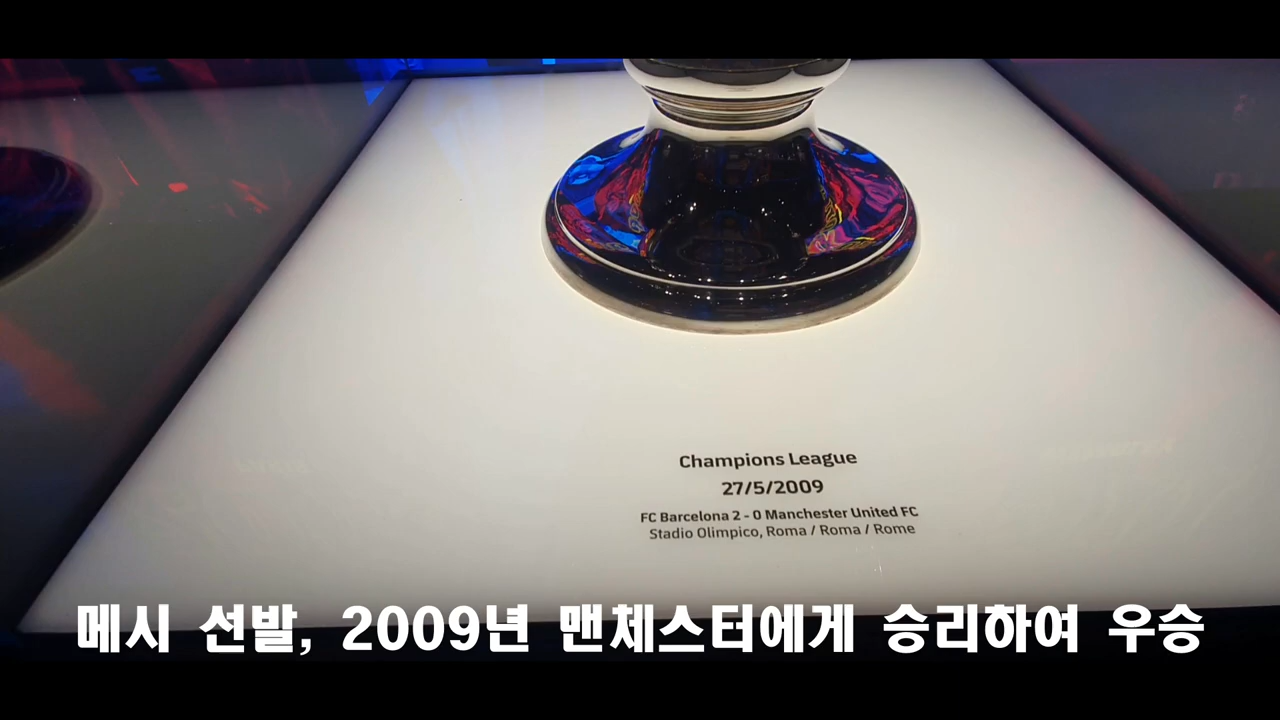 Champions League
27/5/2009
FC Barcelona 2 - 0 Manchester United FC
Stadio Olimpico, Roma / Roma / Rome
메시 선발, 2009년 맨체스터에게 승리하여 우승